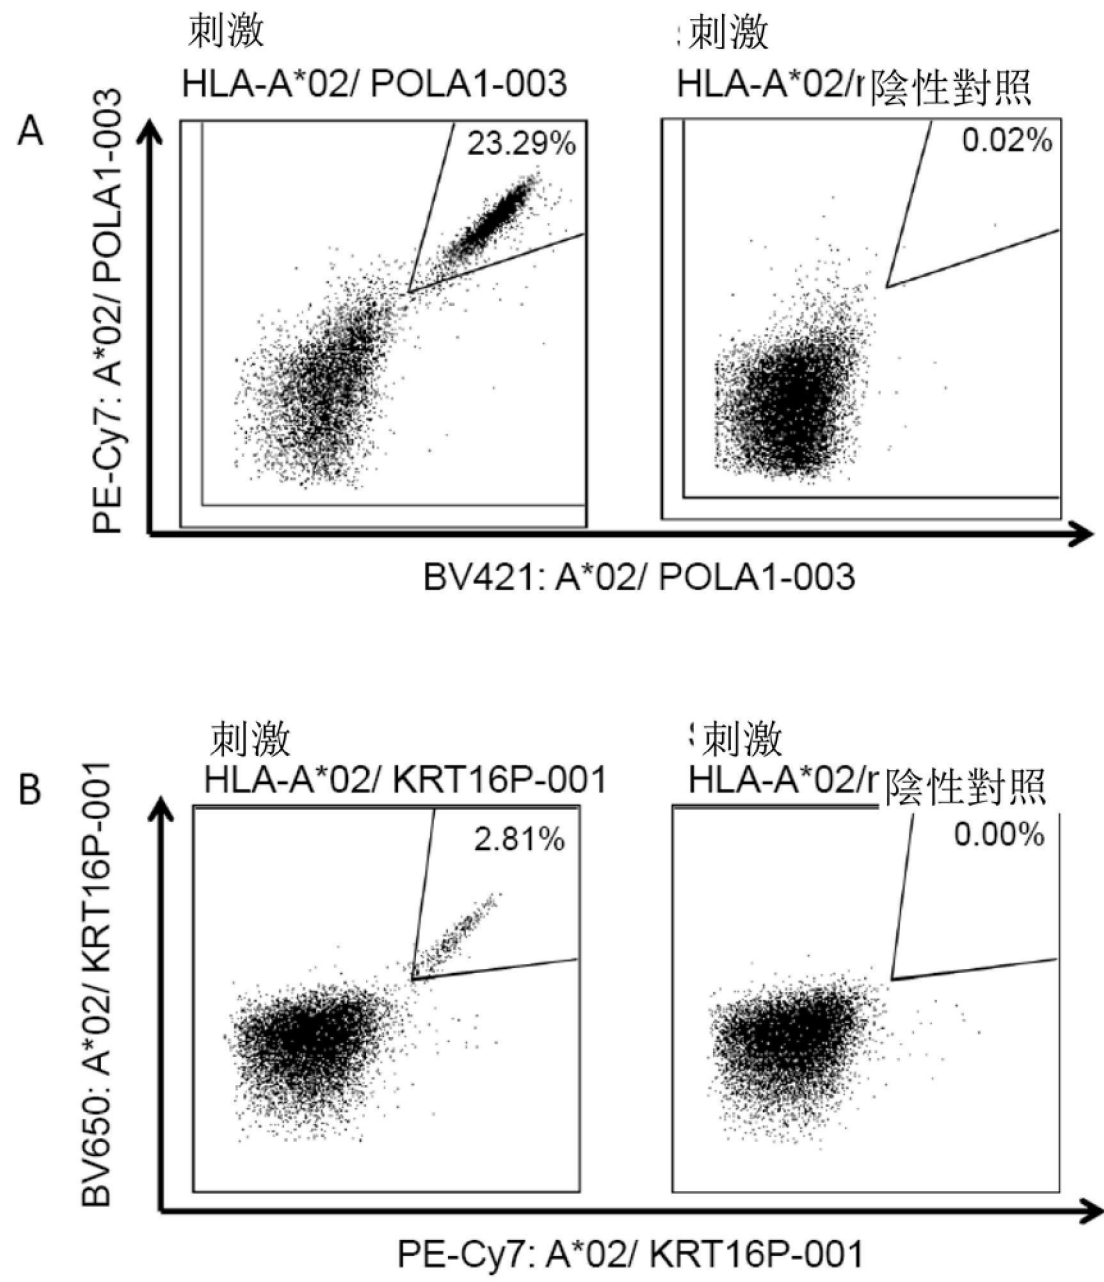 刺激
HLA-A*02/ POLA1-003
刺激
HLA-A*02/r陰性對照
A
PE-Cy7: A*02/ POLA1-003
23.29%
0.02%
BV421: A*02/ POLA1-003
刺激
HLA-A*02/ KRT16P-001
刺激
HLA-A*02/r陰性對照
B
BV650: A*02/ KRT16P-001
2.81%
0.00%
PE-Cy7: A*02/ KRT16P-001